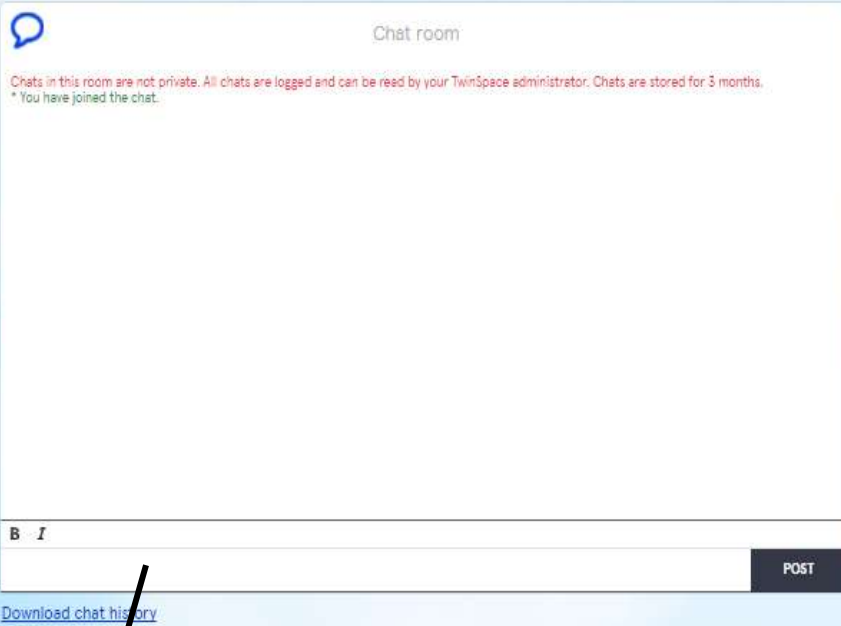 Chat room
Chats in this room are not private. All chats are logged and can be read by your TwinSpace administrator. Chats are stored for 3 months.
* You have joined the chat.
B I
POST
Download chat history